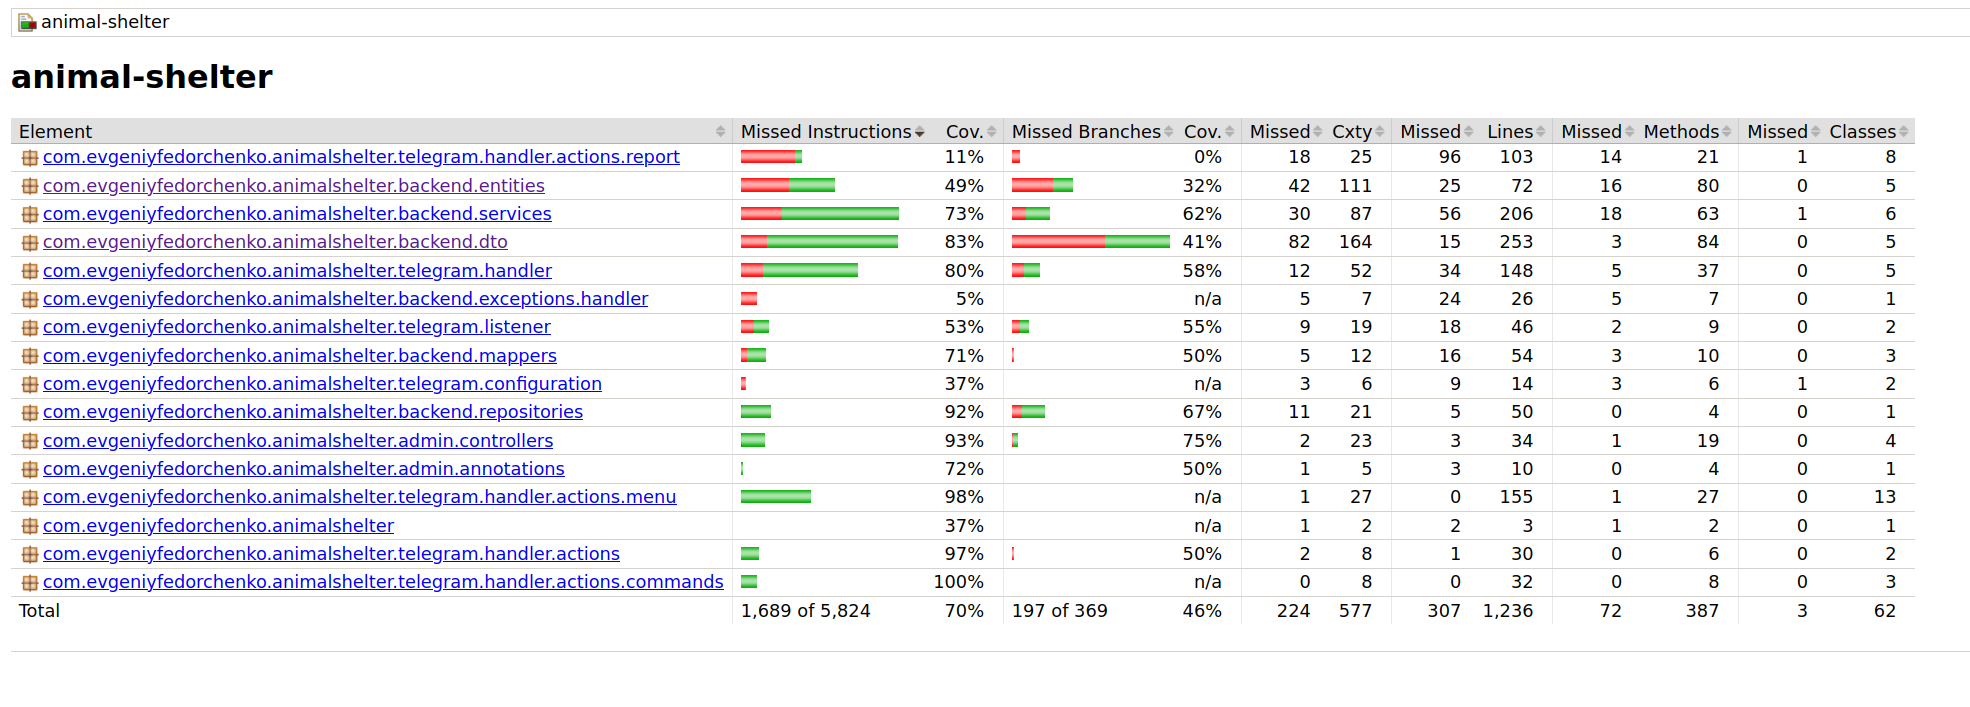 animal-shelter
animal-shelter
Element Missed Instructions Cov. Missed Branches Cov. Missed Cxty Missed Lines Missed Methods Missed Classes
com.evgeniyfedorchenko.animalshelter.telegram.handler.actions.report 11% 0% 18 25 96 103 14 21 1 8
com.evgeniyfedorchenko.animalshelter.backend.entities 49% 32% 42 111 25 72 16 80 0 5
com.evgeniyfedorchenko.animalshelter.backend.services 73% 62% 30 87 56 206 18 63 1 6
com.evgeniyfedorchenko.animalshelter.backend.dto 83% 41% 82 164 15 253 3 84 0 5
com.evgeniyfedorchenko.animalshelter.telegram.handler 80% 58% 12 52 34 148 5 37 0 5
com.evgeniyfedorchenko.animalshelter.backend.exceptions.handler 5% n/a 5 7 24 26 5 7 0 1
com.evgeniyfedorchenko.animalshelter.telegram.listener 53% 55% 9 19 18 46 2 9 0 2
com.evgeniyfedorchenko.animalshelter.backend.mappers 71% 50% 5 12 16 54 3 10 0 3
com.evgeniyfedorchenko.animalshelter.telegram.configuration 37% n/a 3 6 9 14 3 6 1 2
com.evgeniyfedorchenko.animalshelter.backend.repositories 92% 67% 11 21 5 50 0 4 0 1
com.evgeniyfedorchenko.animalshelter.admin.controllers 93% 75% 2 23 3 34 1 19 0 4
com.evgeniyfedorchenko.animalshelter.admin.annotations 72% 50% 1 5 3 10 0 4 0 1
com.evgeniyfedorchenko.animalshelter.telegram.handler.actions.menu 98% n/a 1 27 0 155 1 27 0 13
com.evgeniyfedorchenko.animalshelter 37% n/a 1 2 2 3 1 2 0 1
com.evgeniyfedorchenko.animalshelter.telegram.handler.actions 97% 50% 2 8 1 30 0 6 0 2
com.evgeniyfedorchenko.animalshelter.telegram.handler.actions.commands 100% n/a 0 8 0 32 0 8 0 3
Total 1,689 of 5,824 70% 197 of 369 46% 224 577 307 1,236 72 387 3 62